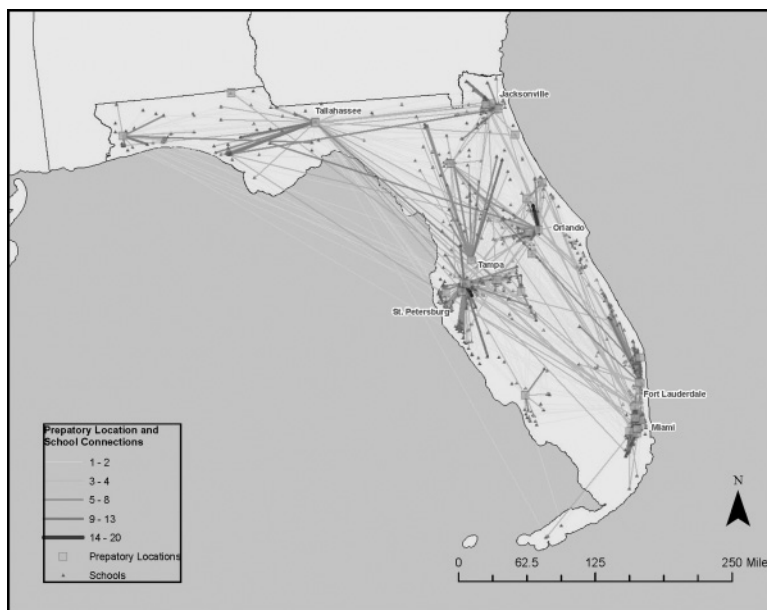 Tallahassee
Jacksonville
Orlando
Tampa
St. Petersburg
Fort Lauderdale
Miami
Prepatory Location and
School Connections
1 - 2
3 - 4
5 - 8
9 - 13
14 - 20
Prepatory Locations
Schools
N
0 62.5 125 250 Miles